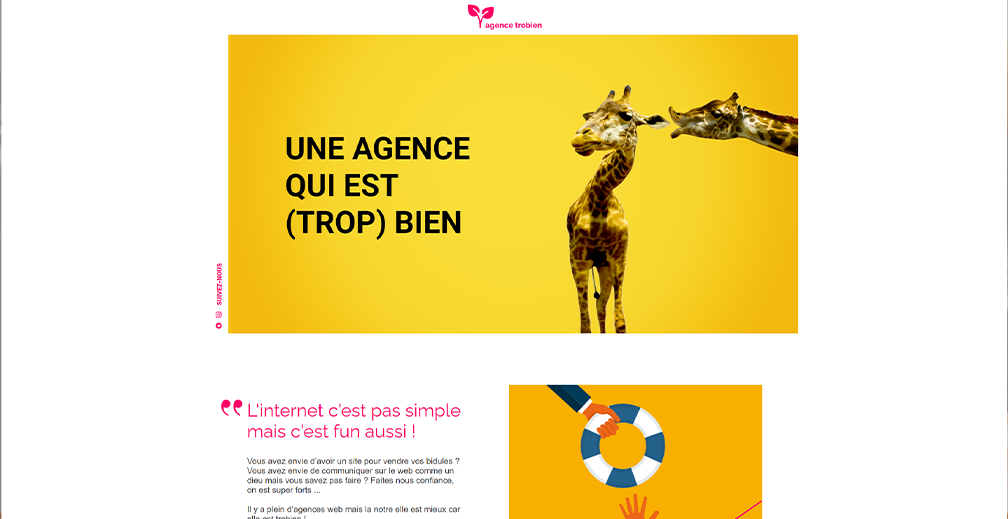 agence trobien
UNE AGENCE
QUI EST
(TROP) BIEN
SUIVEZ-NOUS
L'internet c'est pas simple
mais c'est fun aussi !
Vous avez envie d'avoir un site pour vendre vos bidules ?
Vous avez envie de communiquer sur le web comme un
dieu mais vous savez pas faire ? Faites nous confiance,
on est super forts ...
Il y a plein d'agences web mais la notre elle est mieux car
elle est trobien !